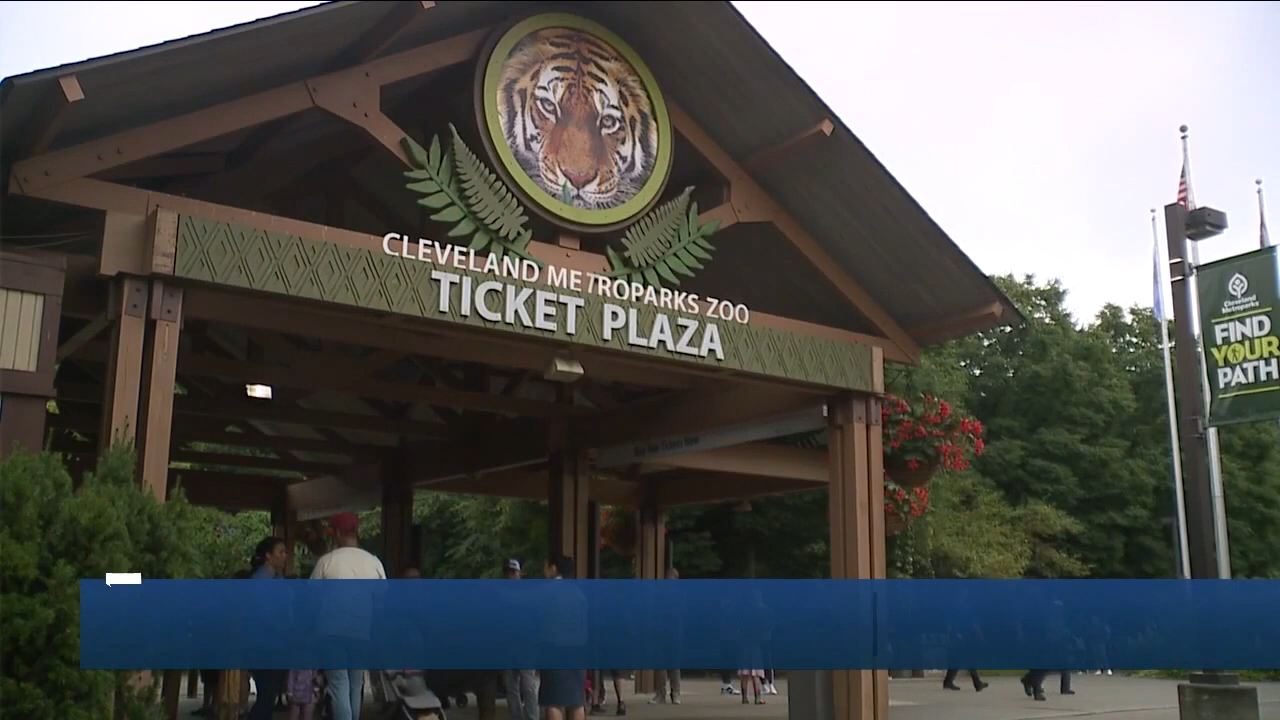 CLEVELAND METROPARKS ZOO
TICKET PLAZA
Cleveland
Metroparks
FIND
YOUR
PATH